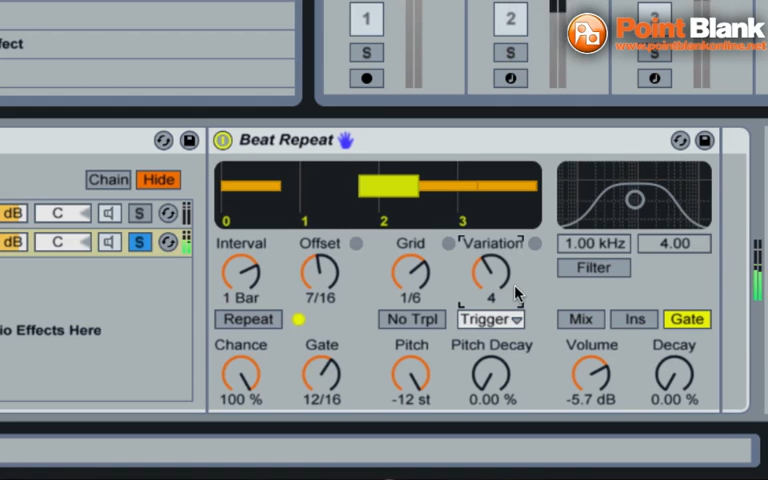 Point Blank
www.pointblankonline.net
ffect
1 2 3
S S S
Beat Repeat
Chain Hide
dB C S
dB C S
0 1 2 3
1.00 kHz 4.00
Interval Offset Grid Variation
Filter
1 Bar 7/16 1/6 4
Repeat No Trpl Trigger Mix Ins Gate
io Effects Here
Chance Gate Pitch Pitch Decay Volume Decay
100 % 12/16 -12 st 0.00 % -5.7 dB 0.00 %